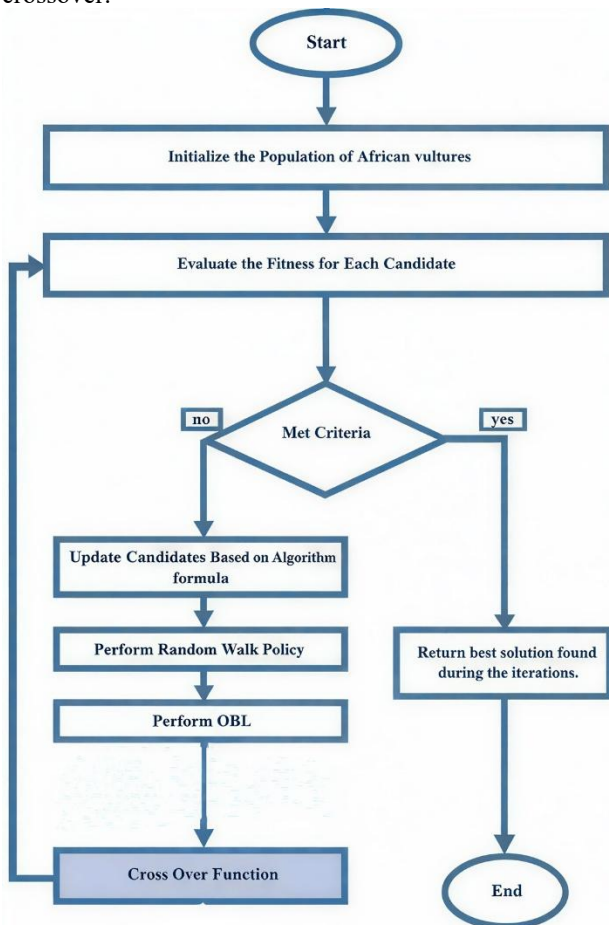 crossover.
Start
Initialize the Population of African vultures
Evaluate the Fitness for Each Candidate
no
yes
Met Criteria
Update Candidates Based on Algorithm
formula
Perform Random Walk Policy
Return best solution found
during the iterations.
Perform OBL
Cross Over Function
End